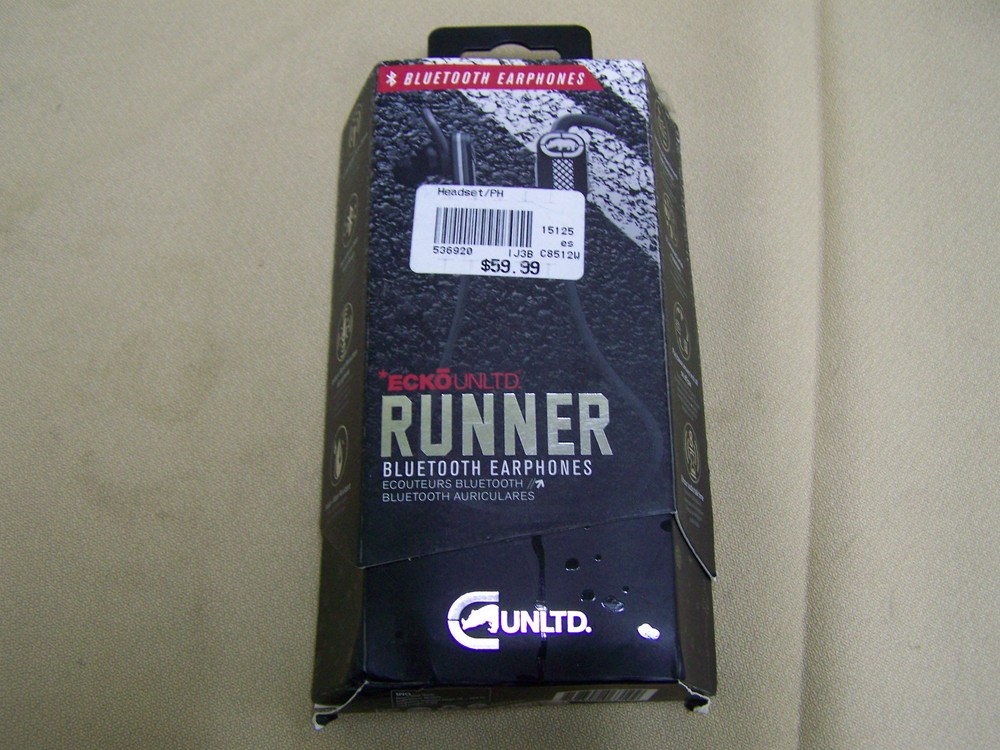 BLUETOOTH EARPHONES
Headset/PH
15125
es
536920 IJ3B C8512W
$59.99
*ECKŌ UNLTD.
RUNNER
BLUETOOTH EARPHONES
ECOUTEURS BLUETOOTH
BLUETOOTH AURICULARES
UNLTD.